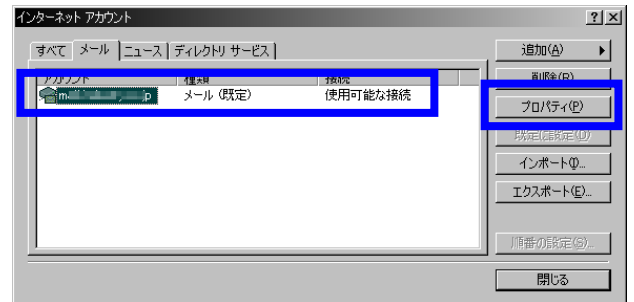 インターネット アカウント
すべて メール ニュース ディレクトリ サービス
アカウント 種類 接続
メール (既定) 使用可能な接続
追加(A)
削除(R)
プロパティ(P)
既定に設定(D)
インポート(I)...
エクスポート(E)...
順番の設定(S)...
閉じる